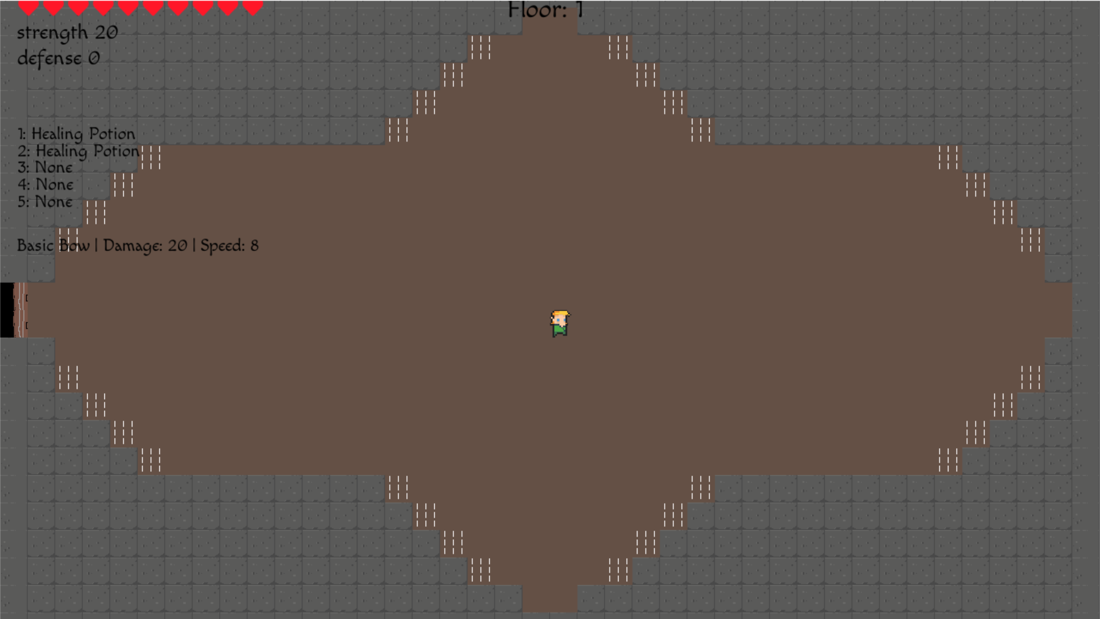 Floor: 1
strength 20
defense 0
1: Healing Potion
2: Healing Potion
3: None
4: None
5: None
Basic Bow | Damage: 20 | Speed: 8